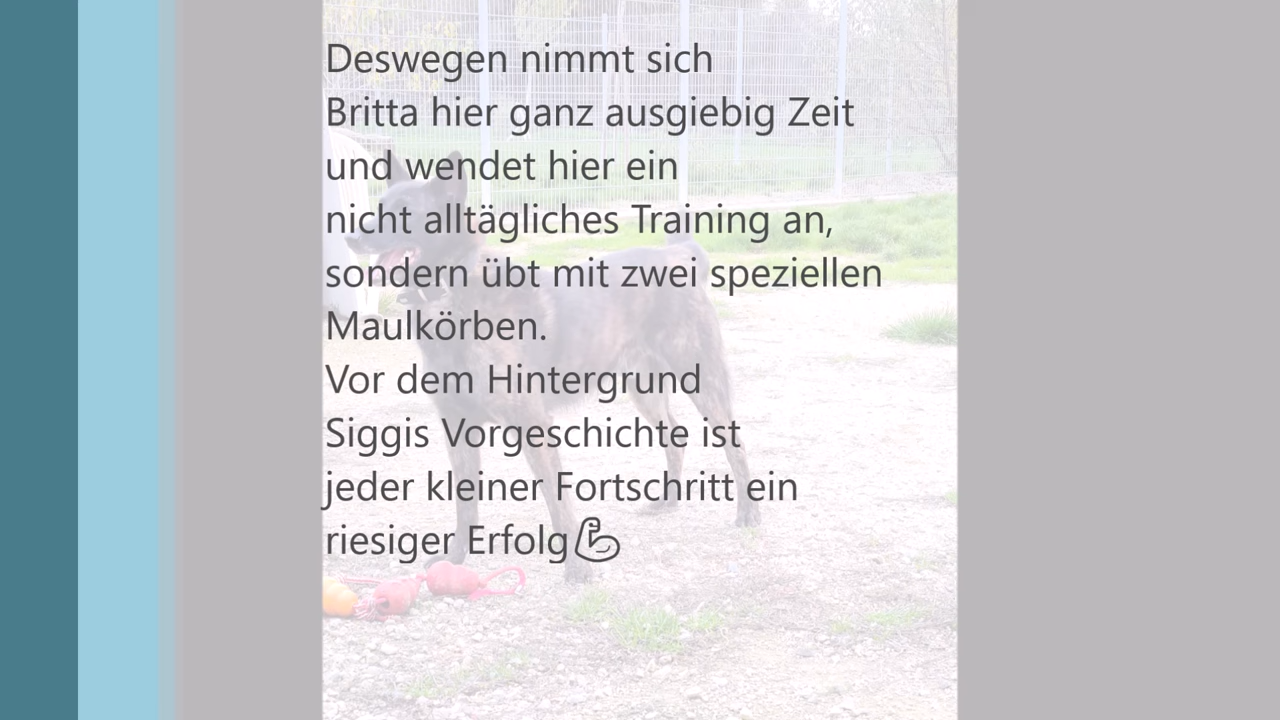 Deswegen nimmt sich
Britta hier ganz ausgiebig Zeit
und wendet hier ein
nicht alltägliches Training an,
sondern übt mit zwei speziellen
Maulkörben.
Vor dem Hintergrund
Siggis Vorgeschichte ist
jeder kleiner Fortschritt ein
riesiger Erfolg💪